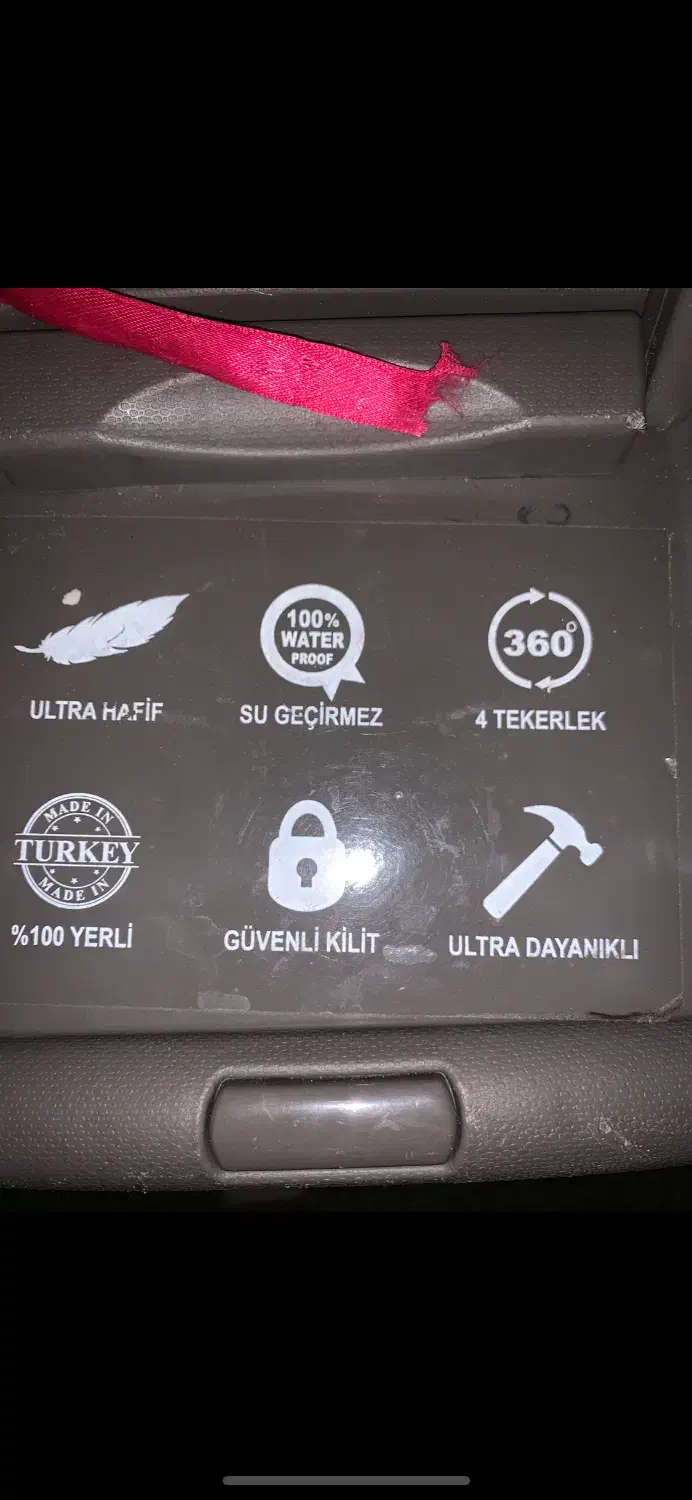 100%
WATER
PROOF
360°
ULTRA HAFİF
SU GEÇİRMEZ
4 TEKERLEK
MADE IN
TURKEY
MADE IN
%100 YERLİ
GÜVENLİ KİLİT
ULTRA DAYANIKLI